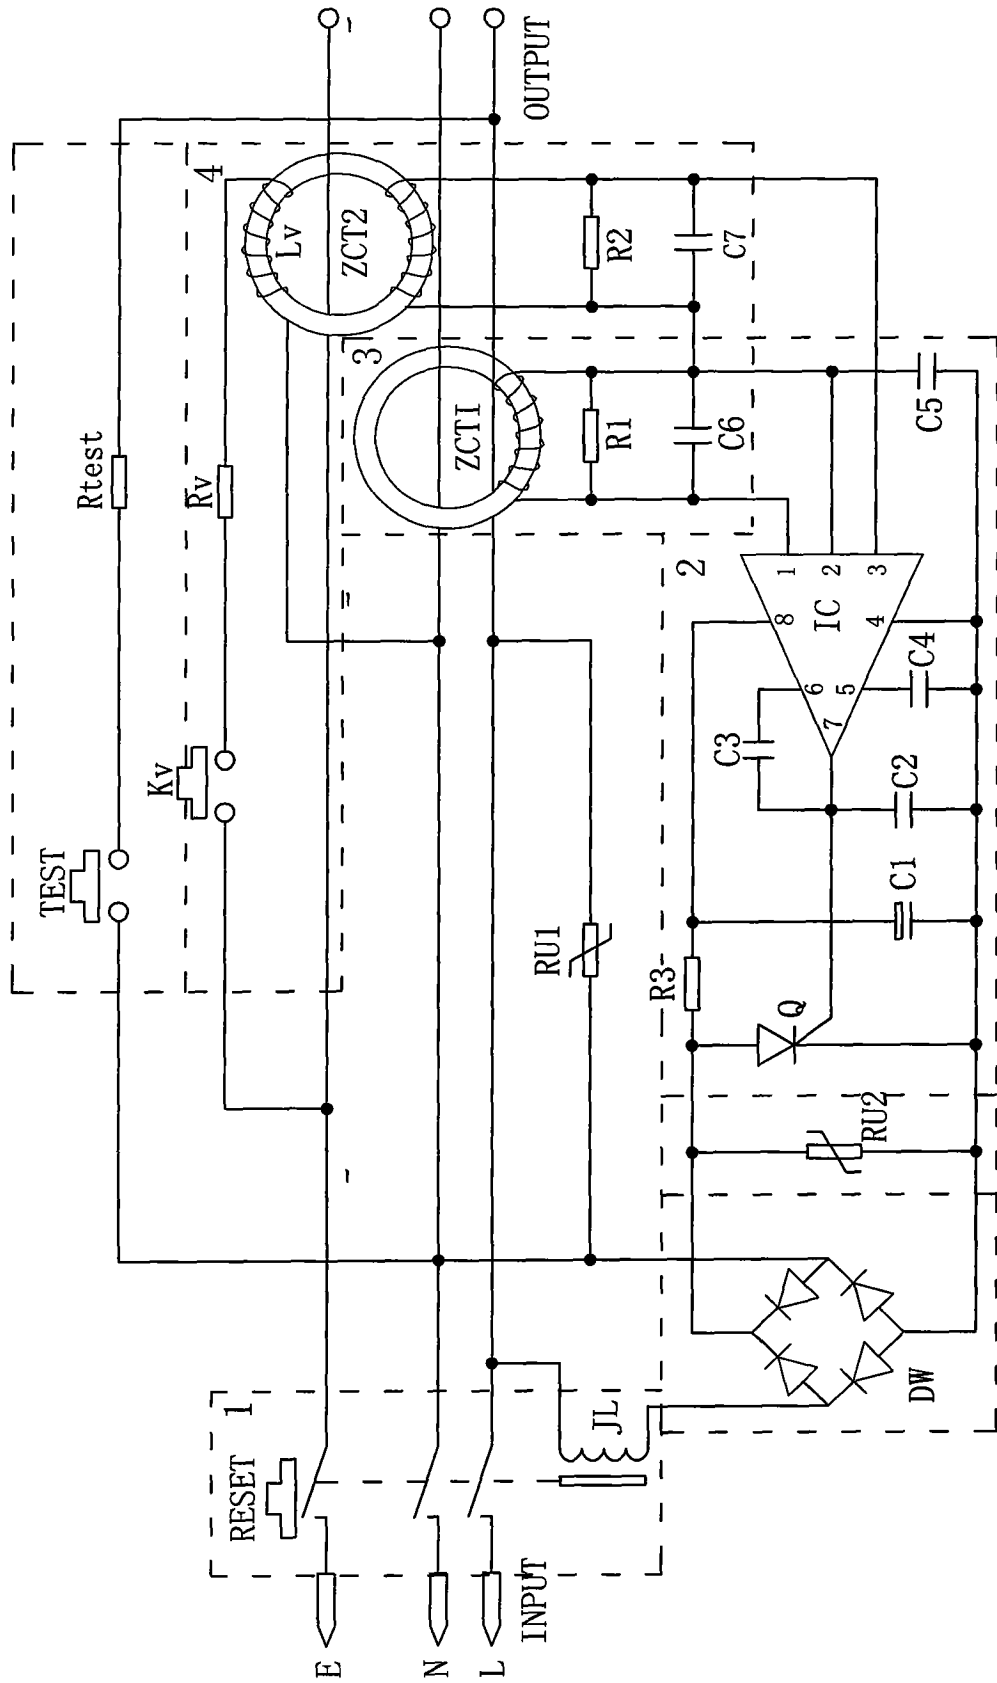 OUTPUT
4
Lv
ZCT2
R2
C7
3
ZCT1
R1
C6
C5
Rtest
Rv
2
1
2
3
IC
8
4
6
5
7
C4
C3
C2
C1
Kv
TEST
RU1
R3
Q
RU2
DW
1
JL
RESET
INPUT
E
N
L